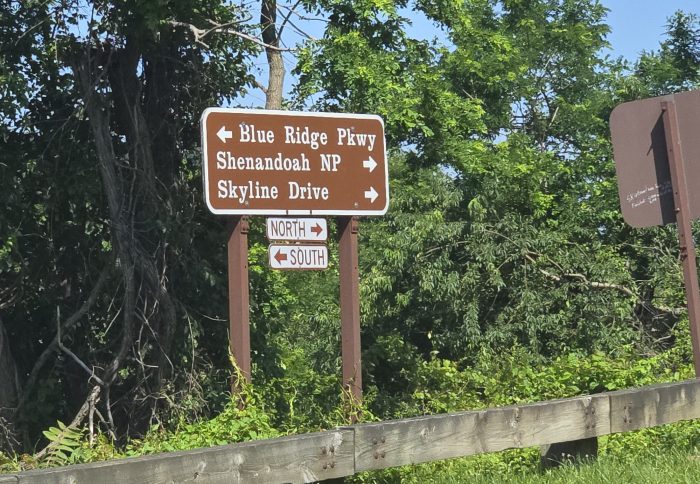 Blue Ridge Pkwy
Shenandoah NP
Skyline Drive
NORTH
SOUTH